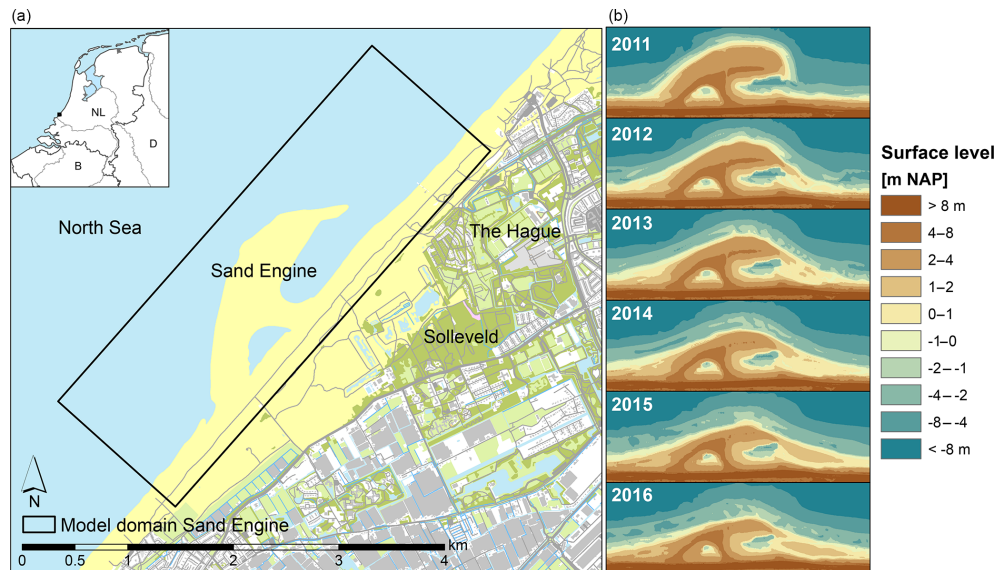 (a)
NL
D
B
North Sea
Sand Engine
The Hague
Solleveld
N
Model domain Sand Engine
km
0 1 2 3 4
(b)
2011
2012
2013
2014
2015
2016
Surface level
[m NAP]
> 8 m
4–8
2–4
1–2
0–1
-1–0
-2– -1
-4– -2
-8– -4
< -8 m